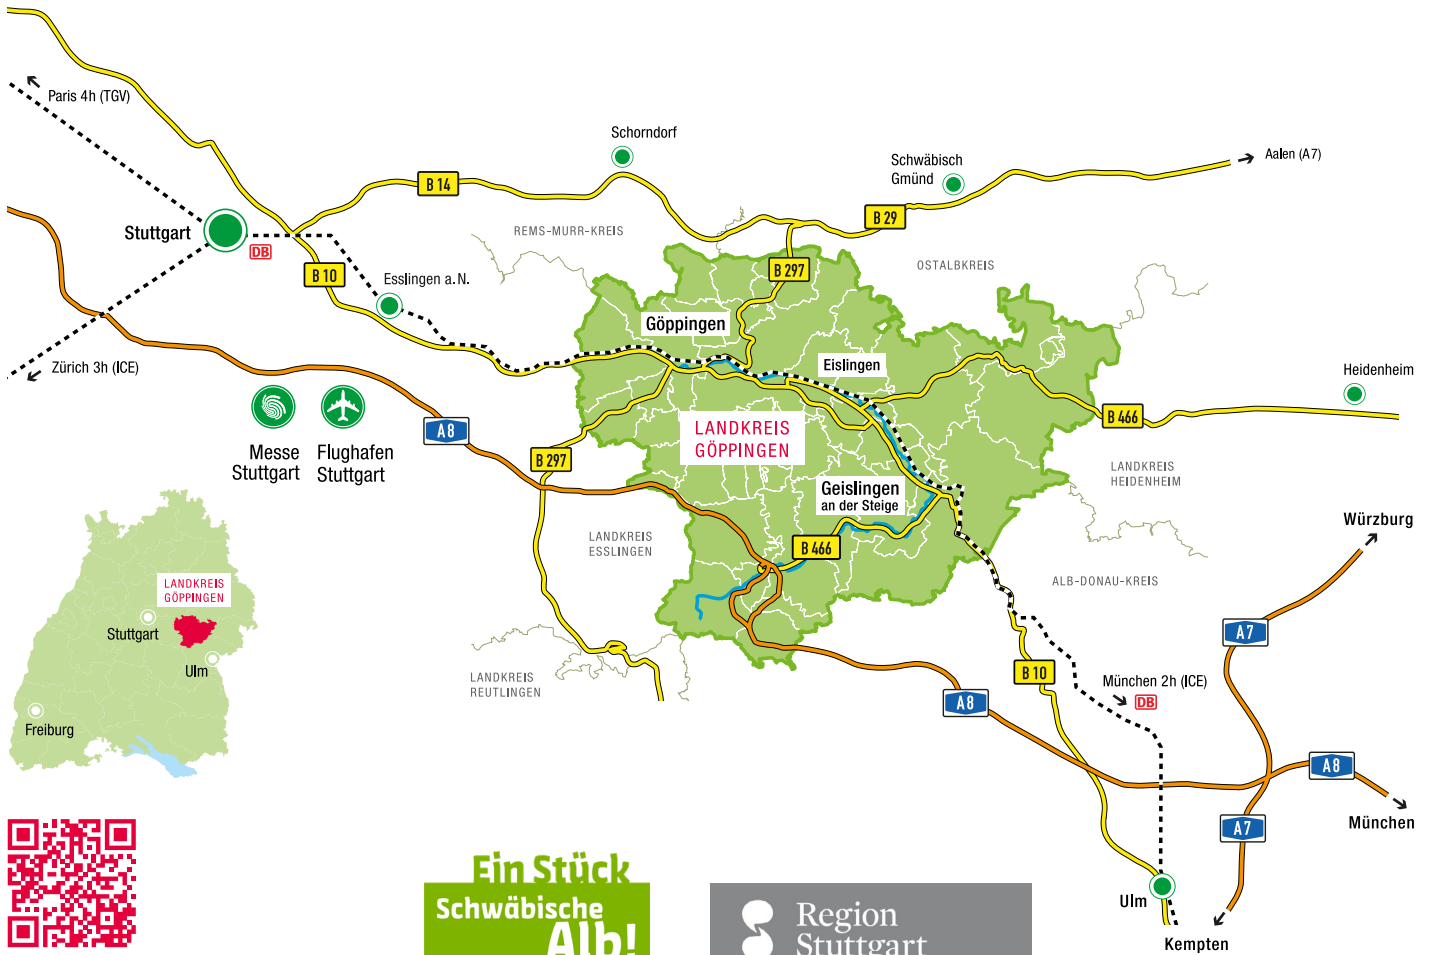 Paris 4h (TGV)
Schorndorf
Schwäbisch
Gmünd
Aalen (A7)
B 14
B 29
Stuttgart
DB
REMS-MURR-KREIS
OSTALBKREIS
B 10
Esslingen a. N.
B 297
Göppingen
Eislingen
Zürich 3h (ICE)
Heidenheim
Messe
Stuttgart
Flughafen
Stuttgart
A8
LANDKREIS
GÖPPINGEN
B 466
B 297
LANDKREIS
HEIDENHEIM
Geislingen
an der Steige
LANDKREIS
ESSLINGEN
B 466
Würzburg
ALB-DONAU-KREIS
LANDKREIS
GÖPPINGEN
Stuttgart
Ulm
Freiburg
A7
LANDKREIS
REUTLINGEN
B 10
München 2h (ICE)
DB
A8
A8
München
A7
Ulm
Kempten
Ein Stück
Schwäbische
Alb!
Region
Stuttgart